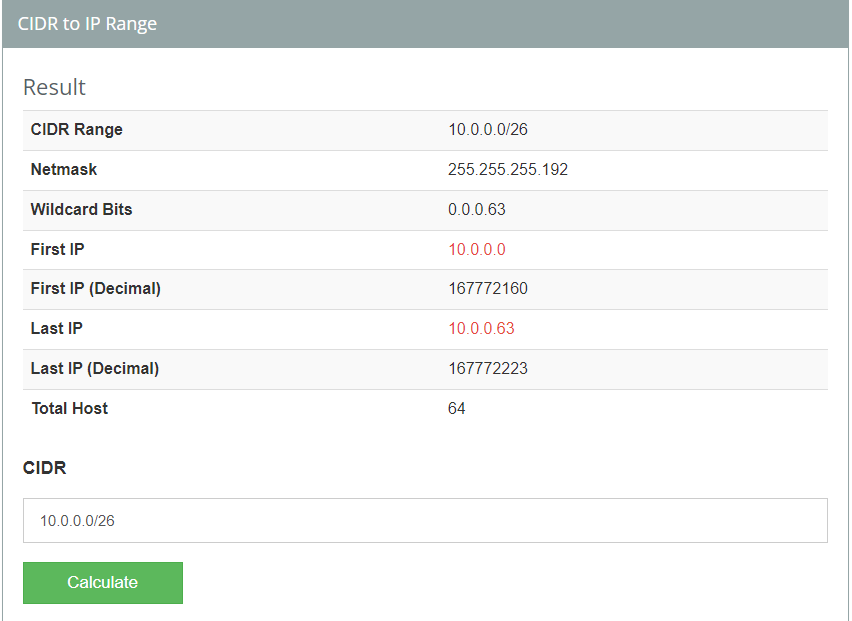 CIDR to IP Range
Result
CIDR Range 10.0.0.0/26
Netmask 255.255.255.192
Wildcard Bits 0.0.0.63
First IP 10.0.0.0
First IP (Decimal) 167772160
Last IP 10.0.0.63
Last IP (Decimal) 167772223
Total Host 64
CIDR
10.0.0.0/26
Calculate